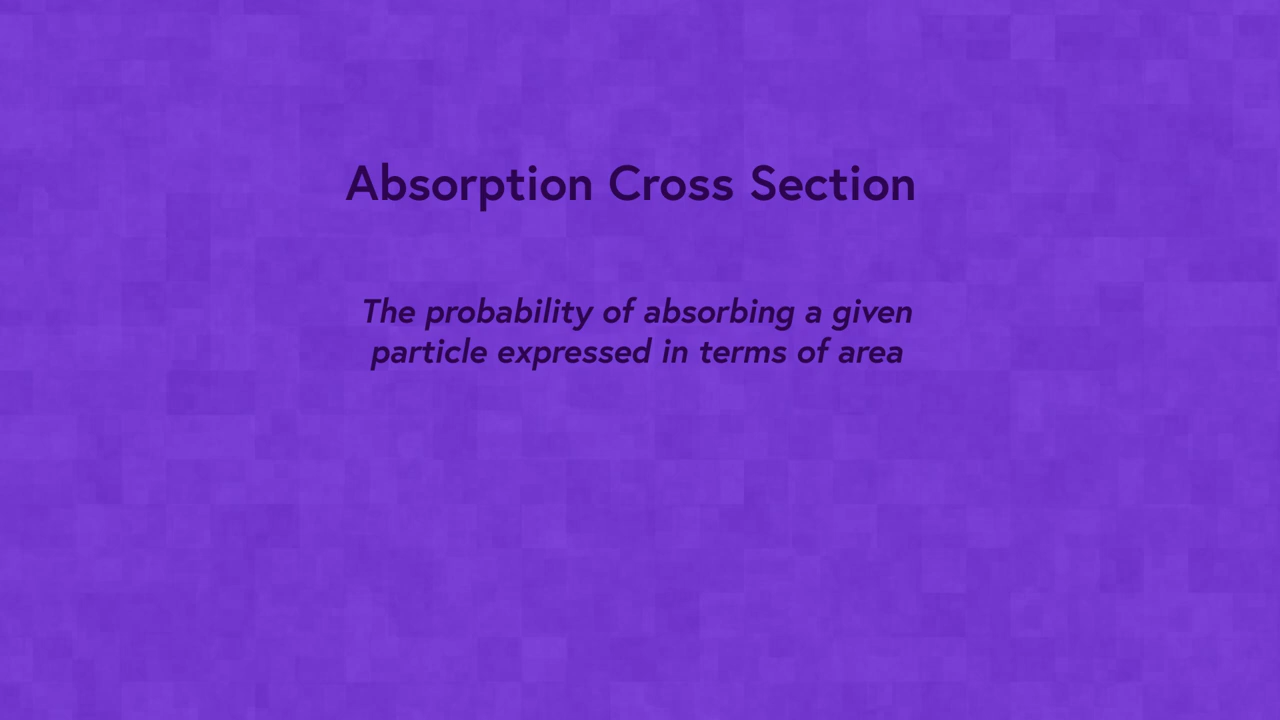 Absorption Cross Section
The probability of absorbing a given
particle expressed in terms of area